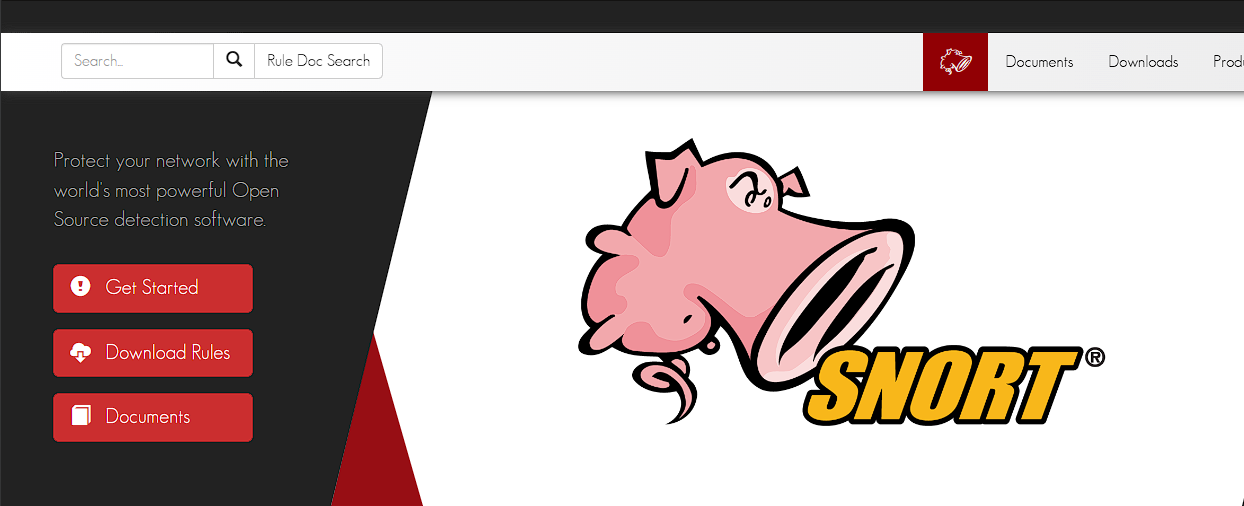 Search...
Rule Doc Search
Documents
Downloads
Protect your network with the
world's most powerful Open
Source detection software.
Get Started
Download Rules
Documents
SNORT®